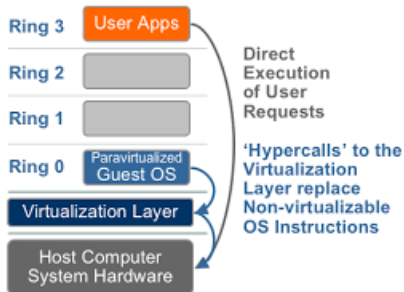 Ring 3
User Apps
Ring 2
Ring 1
Ring 0
Paravirtualized
Guest OS
Virtualization Layer
Host Computer
System Hardware
Direct
Execution
of User
Requests
‘Hypercalls’ to the
Virtualization
Layer replace
Non-virtualizable
OS Instructions